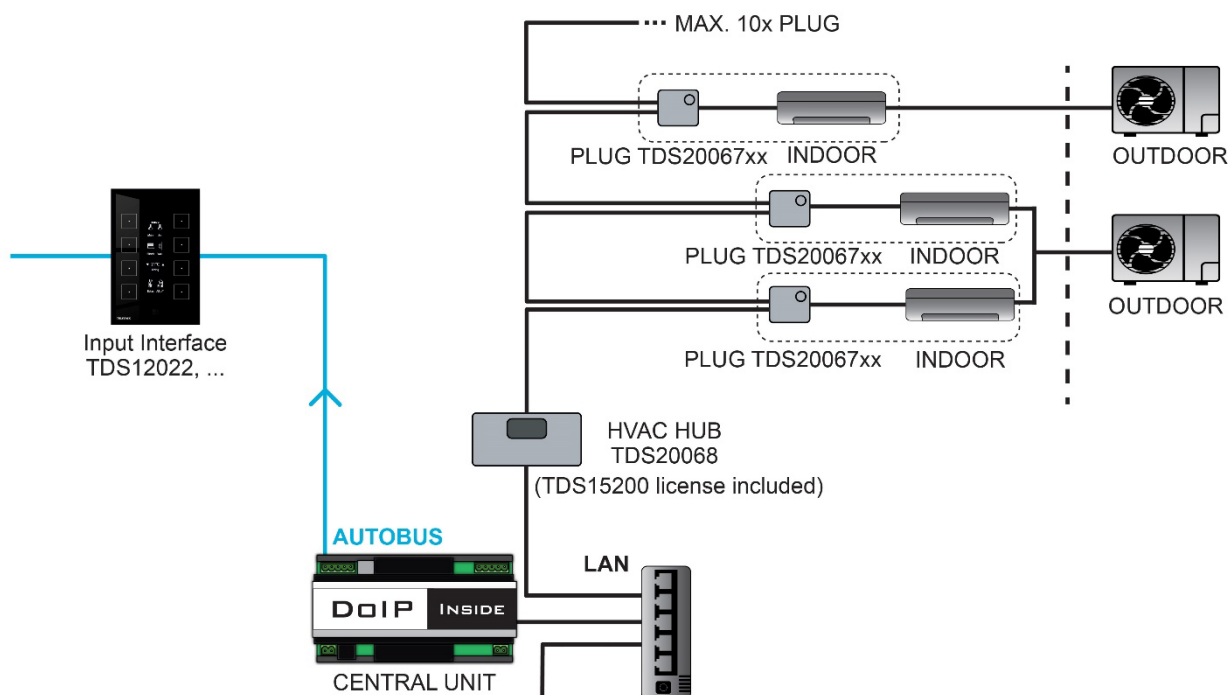 MAX. 10x PLUG
PLUG TDS20067xx
INDOOR
OUTDOOR
PLUG TDS20067xx
INDOOR
OUTDOOR
PLUG TDS20067xx
INDOOR
Input Interface
TDS12022, ...
HVAC HUB
TDS20068
(TDS15200 license included)
AUTOBUS
LAN
DoIP INSIDE
CENTRAL UNIT